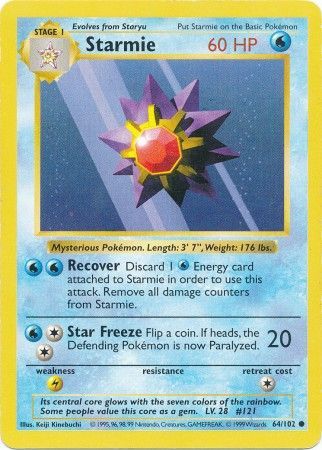 STAGE 1
Evolves from Staryu
Put Starmie on the Basic Pokémon
Starmie
60 HP
Mysterious Pokémon. Length: 3' 7", Weight: 176 lbs.
Recover Discard 1 Energy card
attached to Starmie in order to use this
attack. Remove all damage counters
from Starmie.
Star Freeze Flip a coin. If heads, the
Defending Pokémon is now Paralyzed.
20
weakness
resistance
retreat cost
Its central core glows with the seven colors of the rainbow.
Some people value this core as a gem. LV. 28 #121
Illus. Keiji Kinebuchi
©1995, 96, 98, 99 Nintendo, Creatures, GAMEFREAK. ©1999 Wizards.
64/102